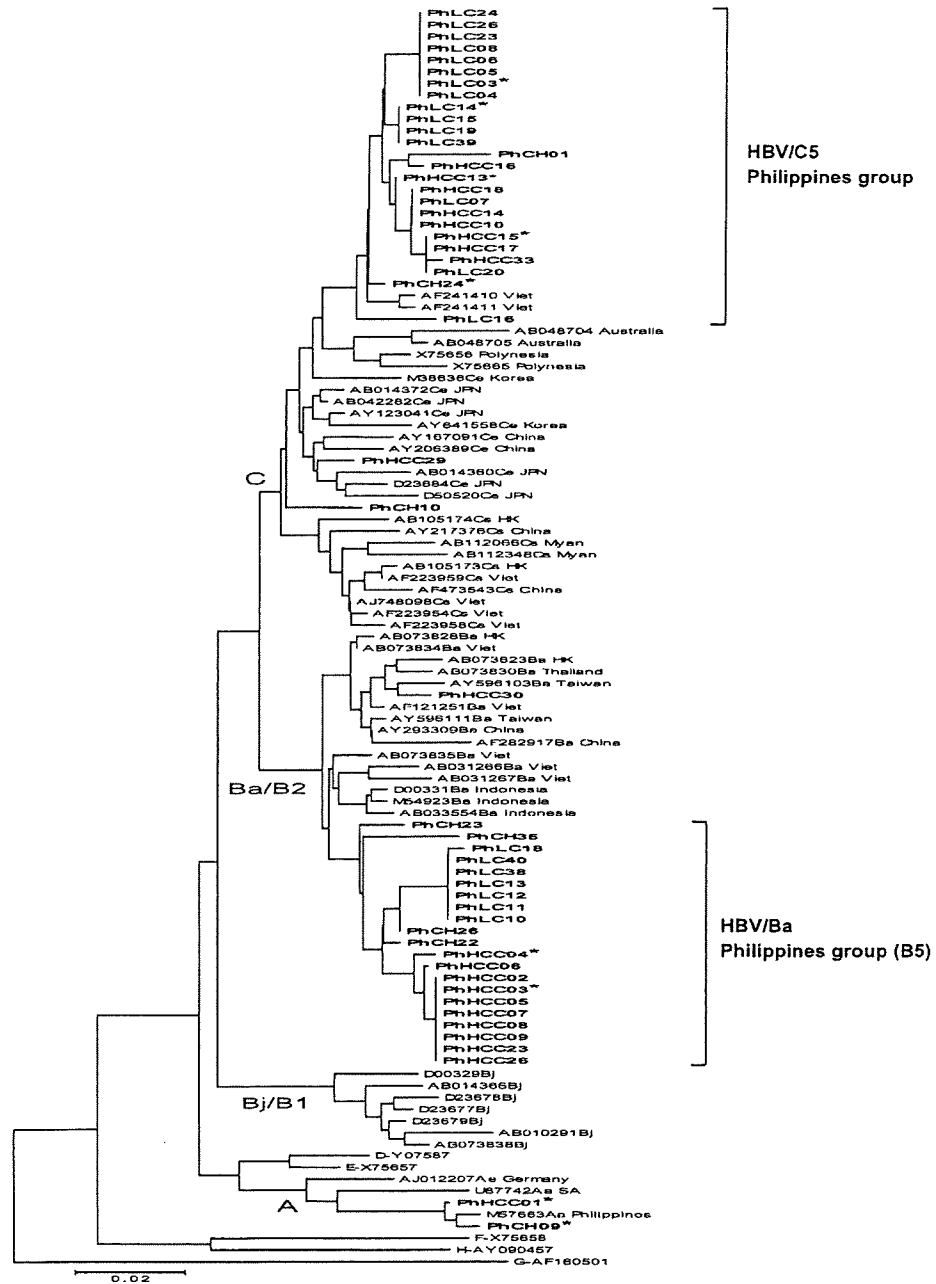 PhLC24
PhLC26
PhLC23
PhLC08
PhLC06
PhLC05
PhLC03*
PhLC04
PhLC14*
PhLC15
PhLC19
PhLC39
PhCH01
PhHCC16
PhHCC13*
PhHCC18
PhLC07
PhHCC14
PhHCC10
PhHCC15*
PhHCC17
PhHCC33
PhLC20
PhCH24*
AF241410 Viet
AF241411 Viet
PhLC16
HBV/C5
Philippines group
AB048704 Australia
AB048705 Australia
X75656 Polynesia
X75665 Polynesia
M38636Ce Korea
AB014372Ce JPN
AB042282Ce JPN
AY123041Ce JPN
AY641558Ce Korea
AY167091Ce China
AY206389Ce China
PhHCC29
AB014360Ce JPN
D23684Ce JPN
D50520Ce JPN
C
PhCH10
AB105174Cs HK
AY217376Cs China
AB112066Cs Myan
AB112348Cs Myan
AB105173Cs HK
AF223959Cs Viet
AF473543Cs China
AJ748098Cs Viet
AF223954Cs Viet
AF223958Cs Viet
AB073828Ba HK
AB073834Ba Viet
AB073823Ba HK
AB073830Ba Thailand
AY596103Ba Taiwan
PhHCC30
AF121251Ba Viet
AY596111Ba Taiwan
AY293309Ba China
AF282917Ba China
AB073835Ba Viet
AB031266Ba Viet
AB031267Ba Viet
Ba/B2
D00331Ba Indonesia
M54923Ba Indonesia
AB033554Ba Indonesia
PhCH23
PhCH35
PhLC18
PhLC40
PhLC38
PhLC13
PhLC12
PhLC11
PhLC10
PhCH26
PhCH22
PhHCC04*
PhHCC06
PhHCC02
PhHCC03*
PhHCC05
PhHCC07
PhHCC08
PhHCC09
PhHCC23
PhHCC26
HBV/Ba
Philippines group (B5)
D00329Bj
AB014366Bj
Bj/B1
D23678Bj
D23677Bj
D23679Bj
AB010291Bj
AB073838Bj
D-Y07587
E-X75657
AJ012207Ae Germany
U87742Aa SA
A
PhHCC01*
M57663Aa Philippines
PhCH09*
F-X75658
H-AY090457
G-AF160501
0.02